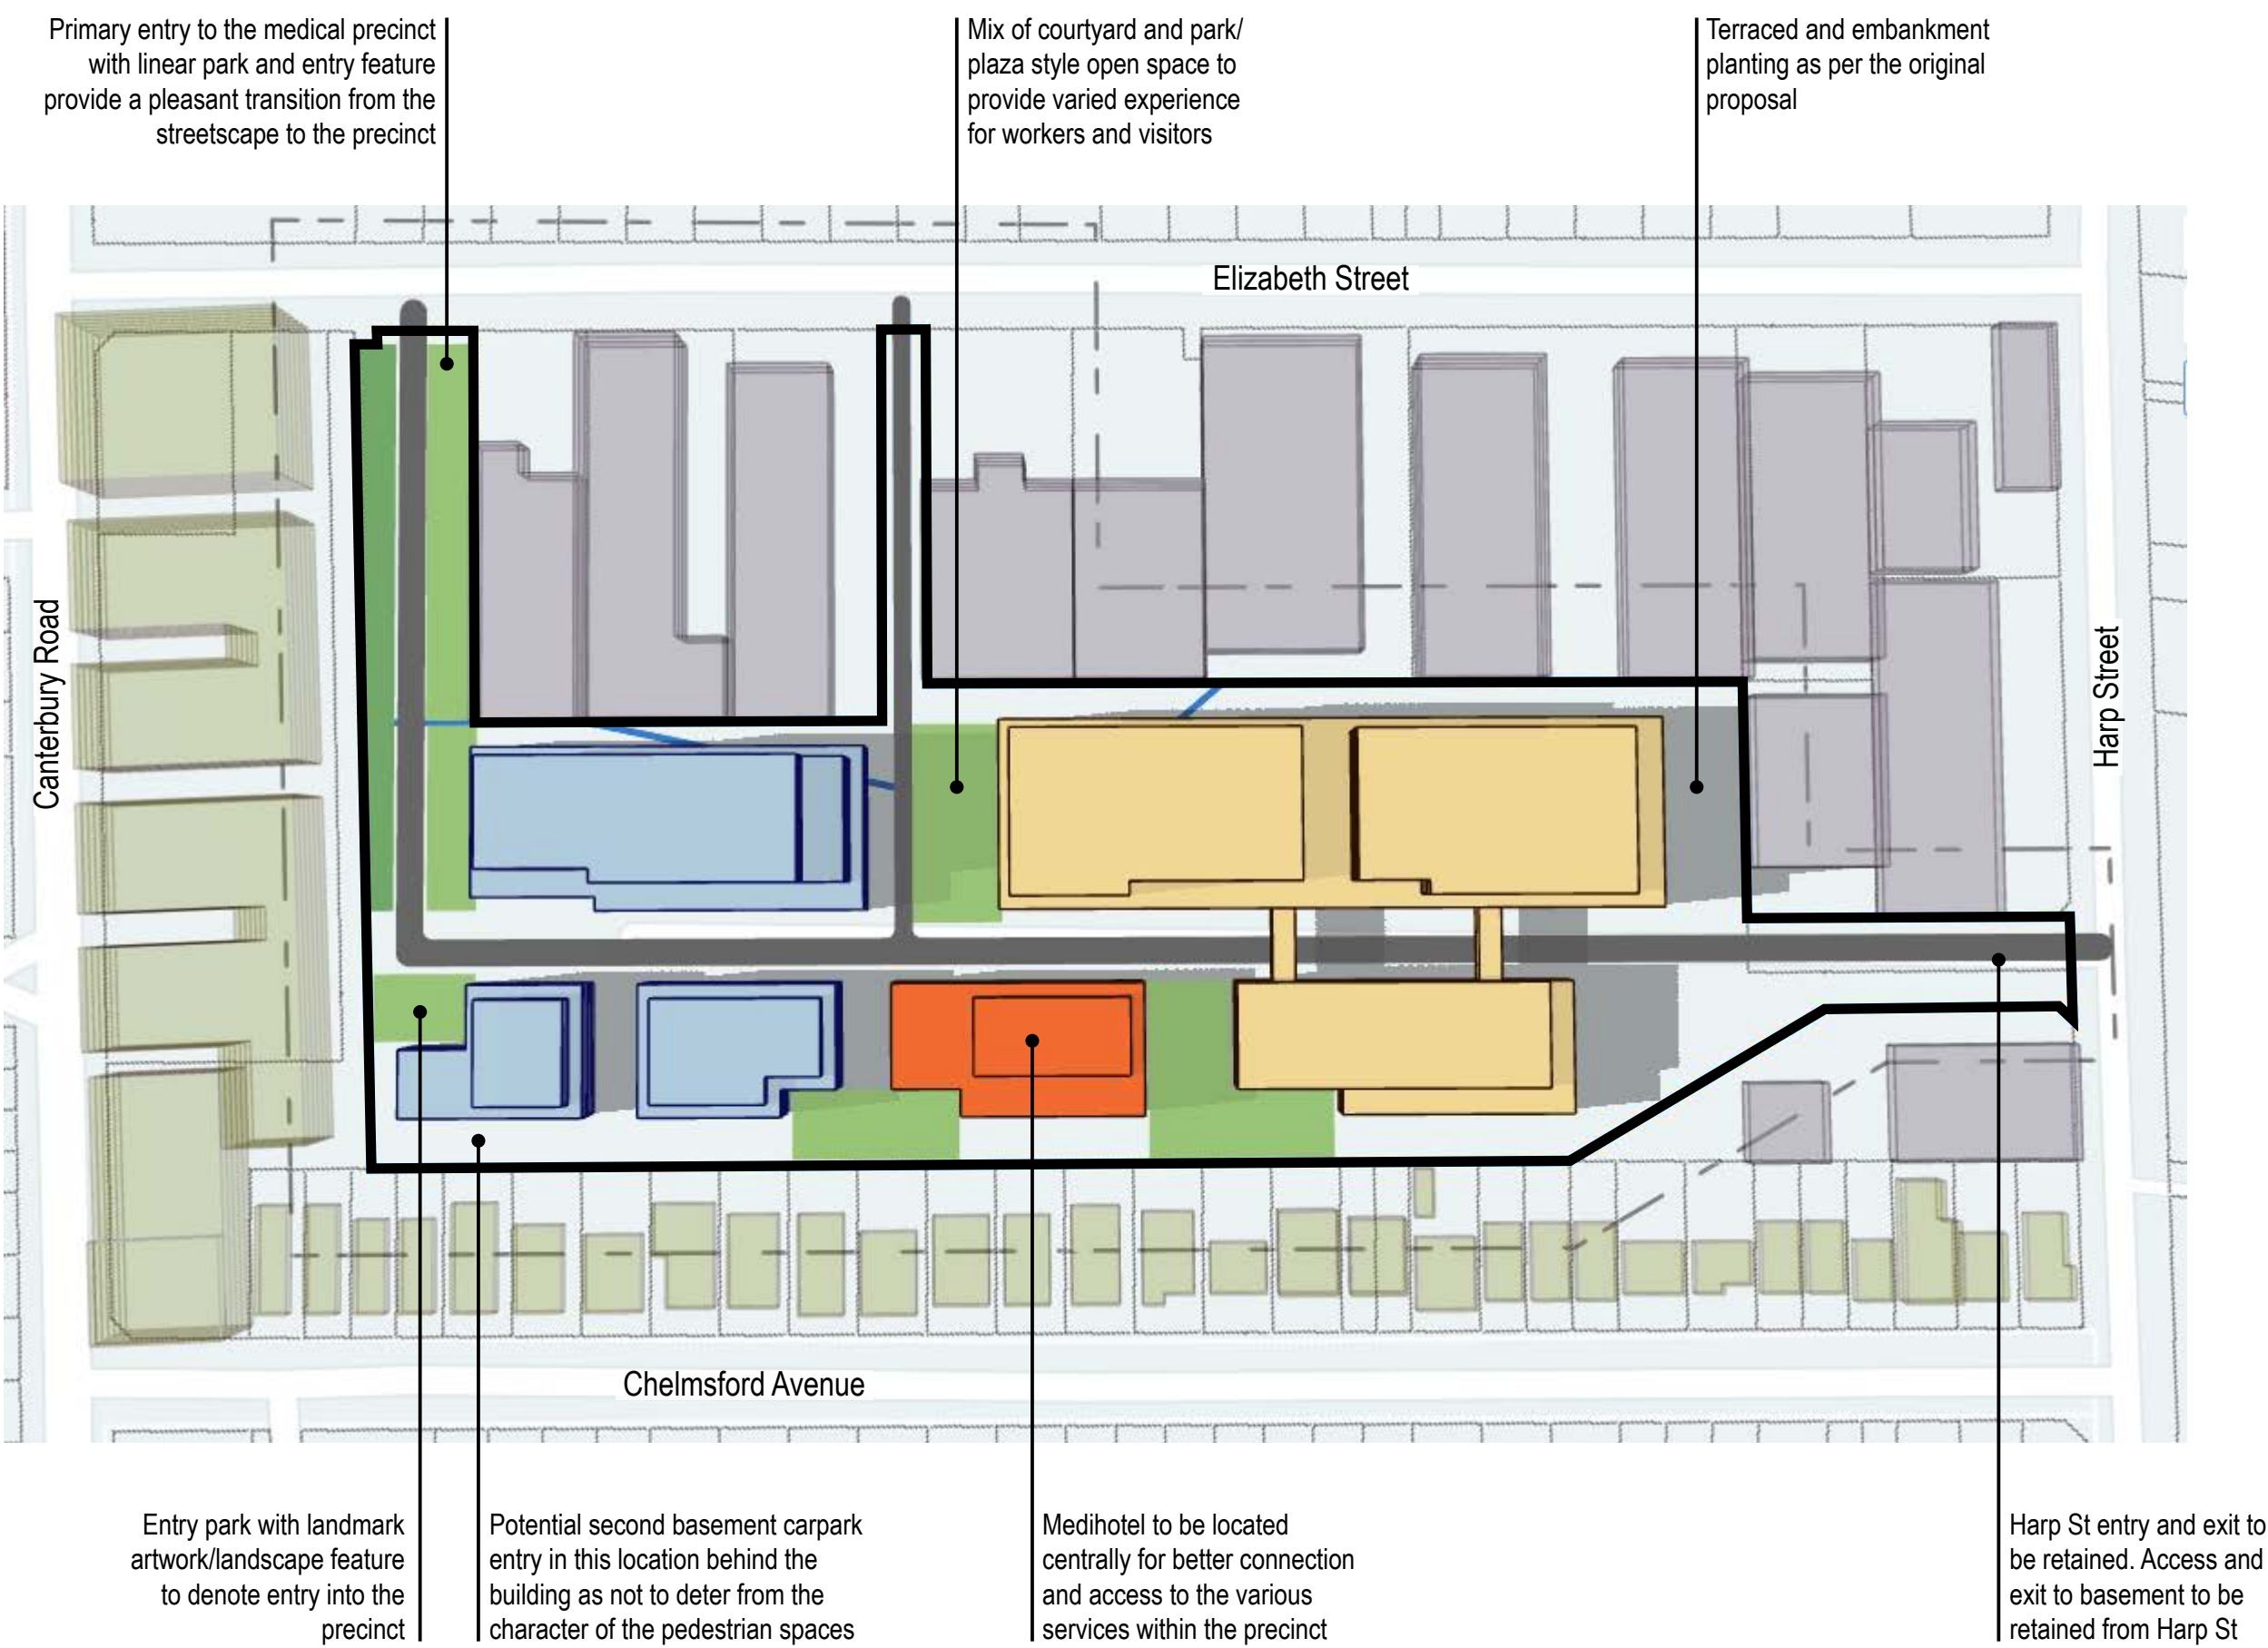 Primary entry to the medical precinct
with linear park and entry feature
provide a pleasant transition from the
streetscape to the precinct
Mix of courtyard and park/
plaza style open space to
provide varied experience
for workers and visitors
Terraced and embankment
planting as per the original
proposal
Elizabeth Street
Canterbury Road
Harp Street
Chelmsford Avenue
Entry park with landmark
artwork/landscape feature
to denote entry into the
precinct
Potential second basement carpark
entry in this location behind the
building as not to deter from the
character of the pedestrian spaces
Medihotel to be located
centrally for better connection
and access to the various
services within the precinct
Harp St entry and exit to
be retained. Access and
exit to basement to be
retained from Harp St